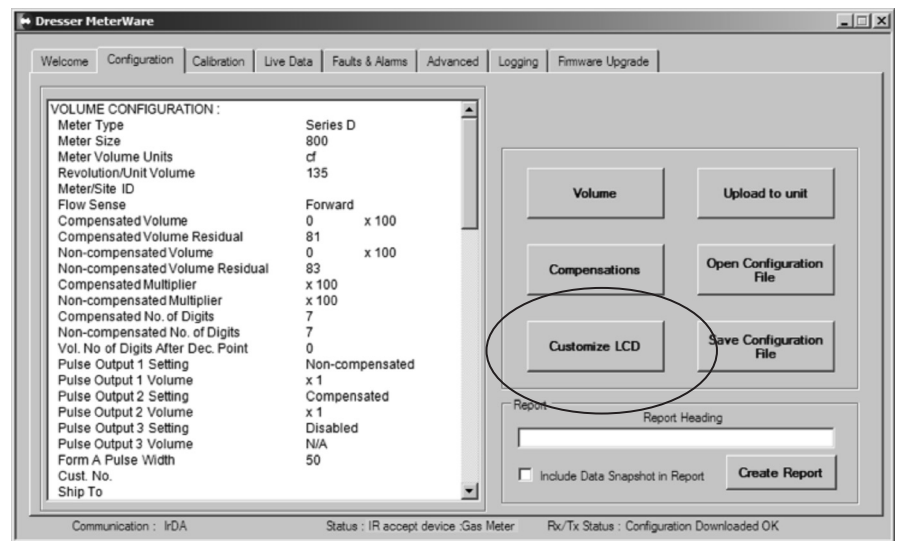 Dresser MeterWare
Welcome Configuration Calibration Live Data Faults & Alarms Advanced Logging Firmware Upgrade
VOLUME CONFIGURATION :
Meter Type Series D
Meter Size 800
Meter Volume Units cf
Revolution/Unit Volume 135
Meter/Site ID
Flow Sense Forward
Compensated Volume 0 x 100
Compensated Volume Residual 81
Non-compensated Volume 0 x 100
Non-compensated Volume Residual 83
Compensated Multiplier x 100
Non-compensated Multiplier x 100
Compensated No. of Digits 7
Non-compensated No. of Digits 7
Vol. No of Digits After Dec. Point 0
Pulse Output 1 Setting Non-compensated
Pulse Output 1 Volume x 1
Pulse Output 2 Setting Compensated
Pulse Output 2 Volume x 1
Pulse Output 3 Setting Disabled
Pulse Output 3 Volume N/A
Form A Pulse Width 50
Cust. No.
Ship To
Volume
Upload to unit
Compensations
Open Configuration
File
Customize LCD
Save Configuration
File
Report
Report Heading
Include Data Snapshot in Report
Create Report
Communication : IrDA Status : IR accept device :Gas Meter Rx/Tx Status : Configuration Downloaded OK